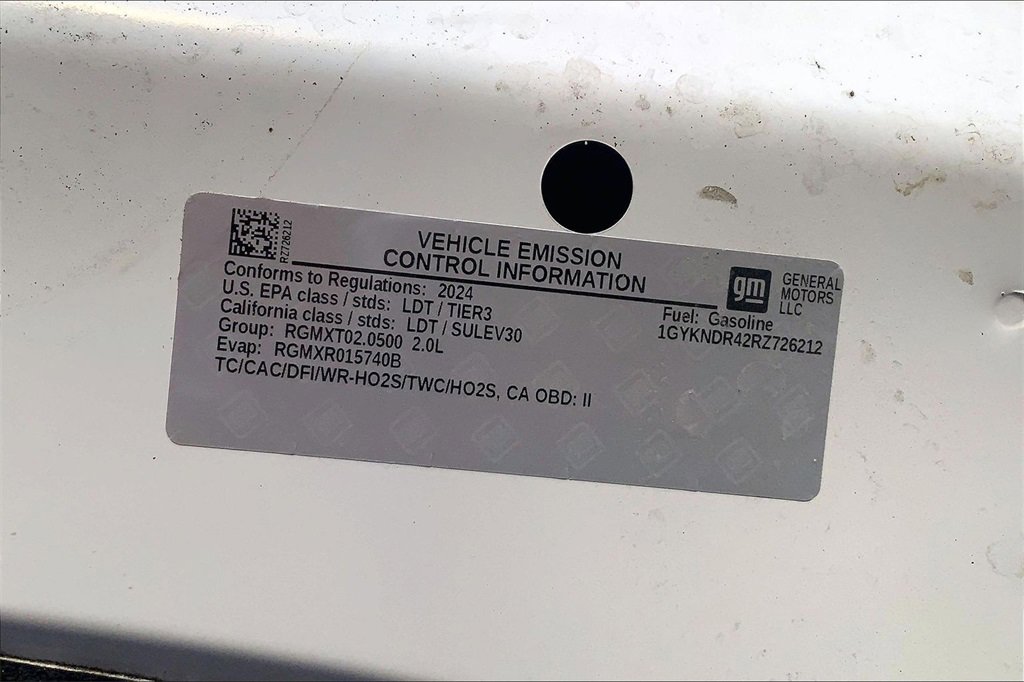 RZ726212
VEHICLE EMISSION
CONTROL INFORMATION
gm
GENERAL
MOTORS
LLC
Conforms to Regulations: 2024
U.S. EPA class / stds: LDT / TIER3
California class / stds: LDT / SULEV30
Group: RGMXT02.0500 2.0L
Evap: RGMXR015740B
TC/CAC/DFI/WR-HO2S/TWC/HO2S, CA OBD: II
Fuel: Gasoline
1GYKNDR42RZ726212